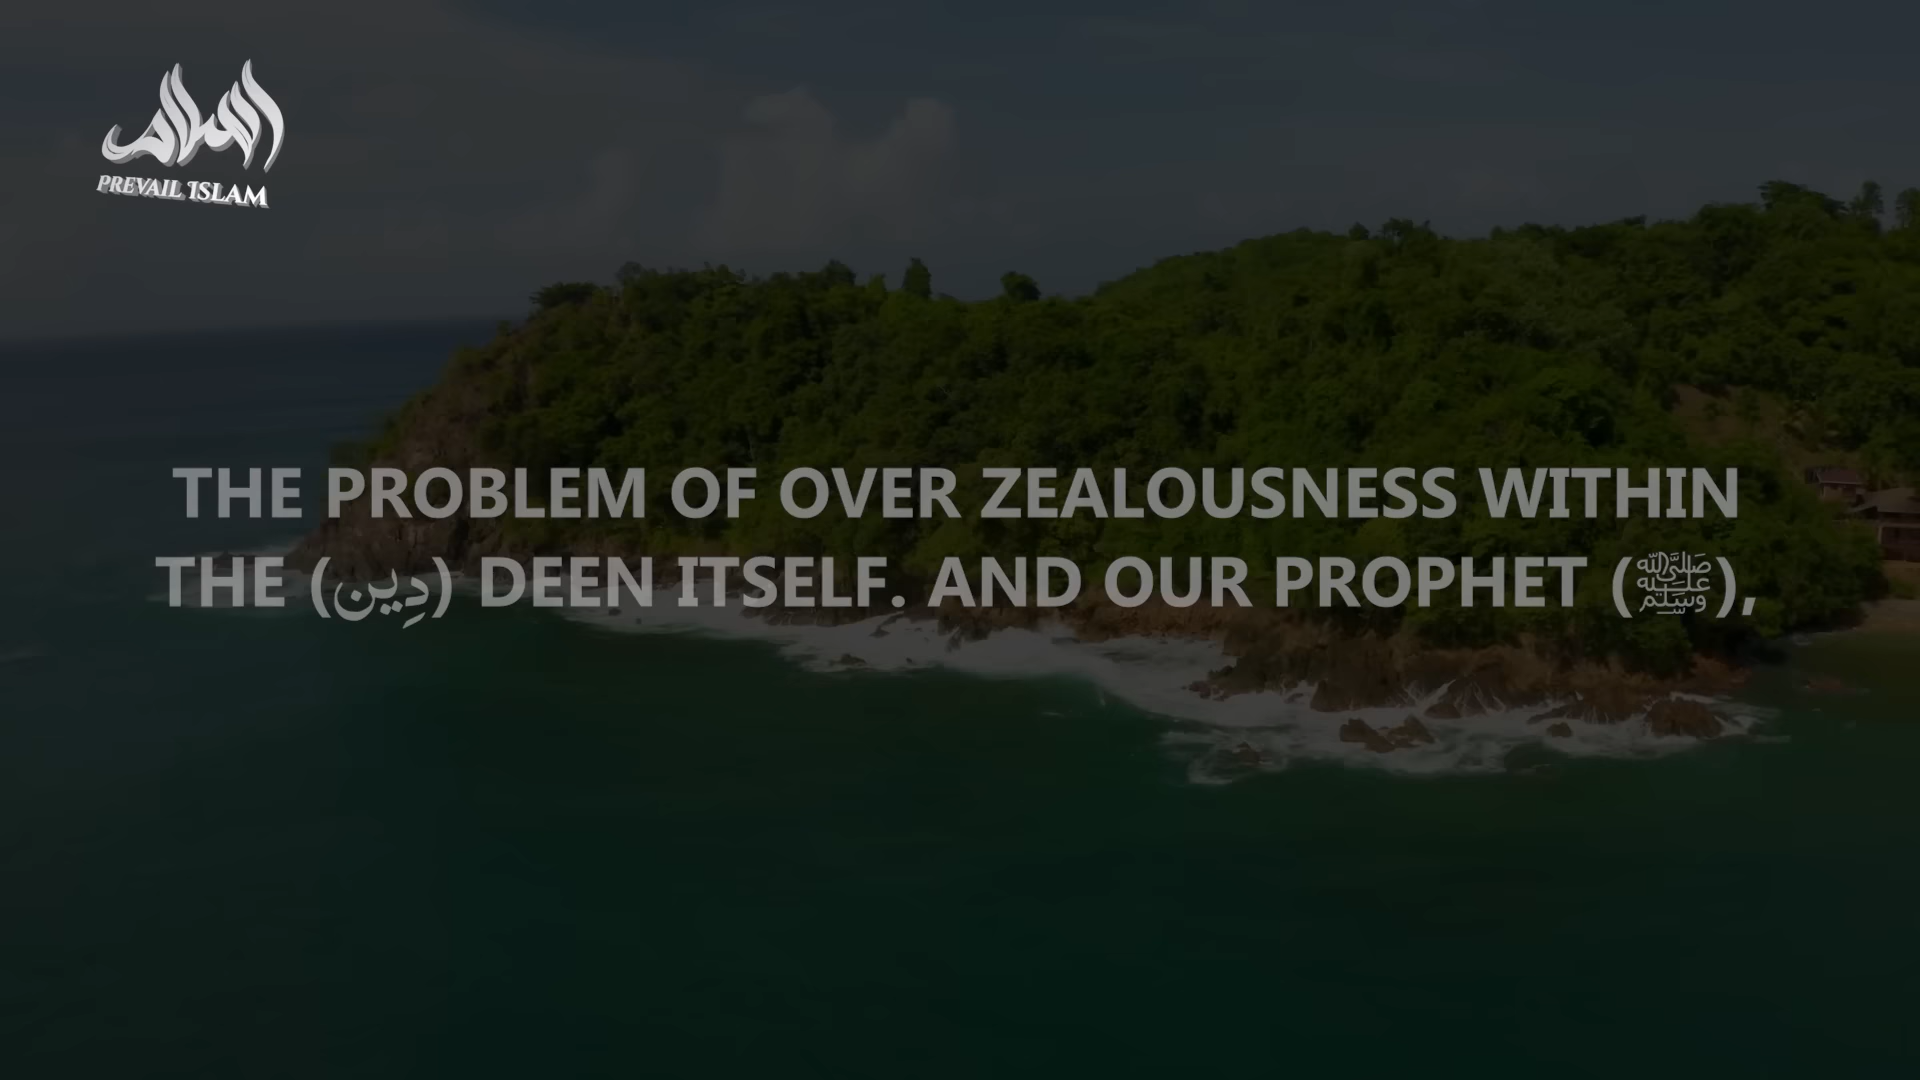 السلام
PREVAIL ISLAM
THE PROBLEM OF OVER ZEALOUSNESS WITHIN
THE (دِين) DEEN ITSELF. AND OUR PROPHET (ﷺ),